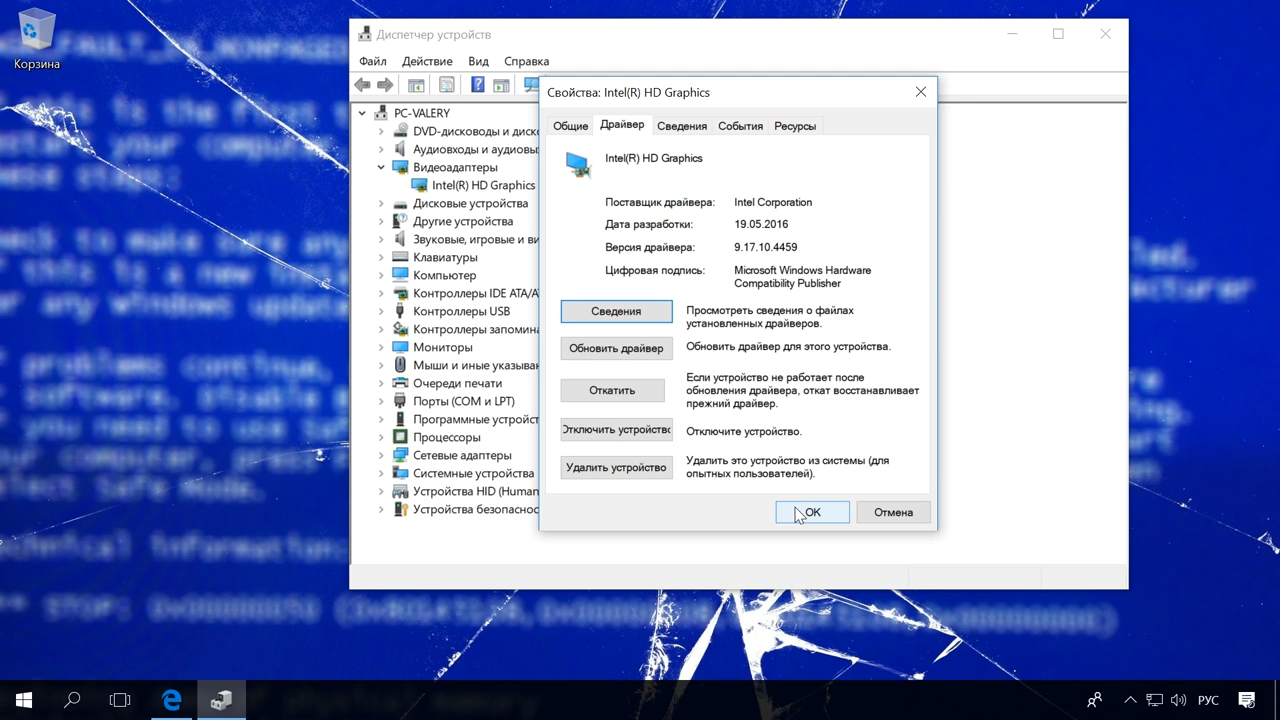 Корзина
Диспетчер устройств
Файл Действие Вид Справка
PC-VALERY
DVD-дисководы и диско
Аудиовходы и аудиовы
Видеоадаптеры
Intel(R) HD Graphics
Дисковые устройства
Другие устройства
Звуковые, игровые и ви
Клавиатуры
Компьютер
Контроллеры IDE ATA/A
Контроллеры USB
Контроллеры запомина
Мониторы
Мыши и иные указыва
Очереди печати
Порты (COM и LPT)
Программные устройст
Процессоры
Сетевые адаптеры
Системные устройства
Устройства HID (Human
Устройства безопасно
Свойства: Intel(R) HD Graphics
Общие Драйвер Сведения События Ресурсы
Intel(R) HD Graphics
Поставщик драйвера: Intel Corporation
Дата разработки: 19.05.2016
Версия драйвера: 9.17.10.4459
Цифровая подпись: Microsoft Windows Hardware
Compatibility Publisher
Сведения
Просмотреть сведения о файлах
установленных драйверов.
Обновить драйвер
Обновить драйвер для этого устройства.
Откатить
Если устройство не работает после
обновления драйвера, откат восстанавливает
прежний драйвер.
Отключить устройство
Отключите устройство.
Удалить устройство
Удалить это устройство из системы (для
опытных пользователей).
OK Отмена
РУС